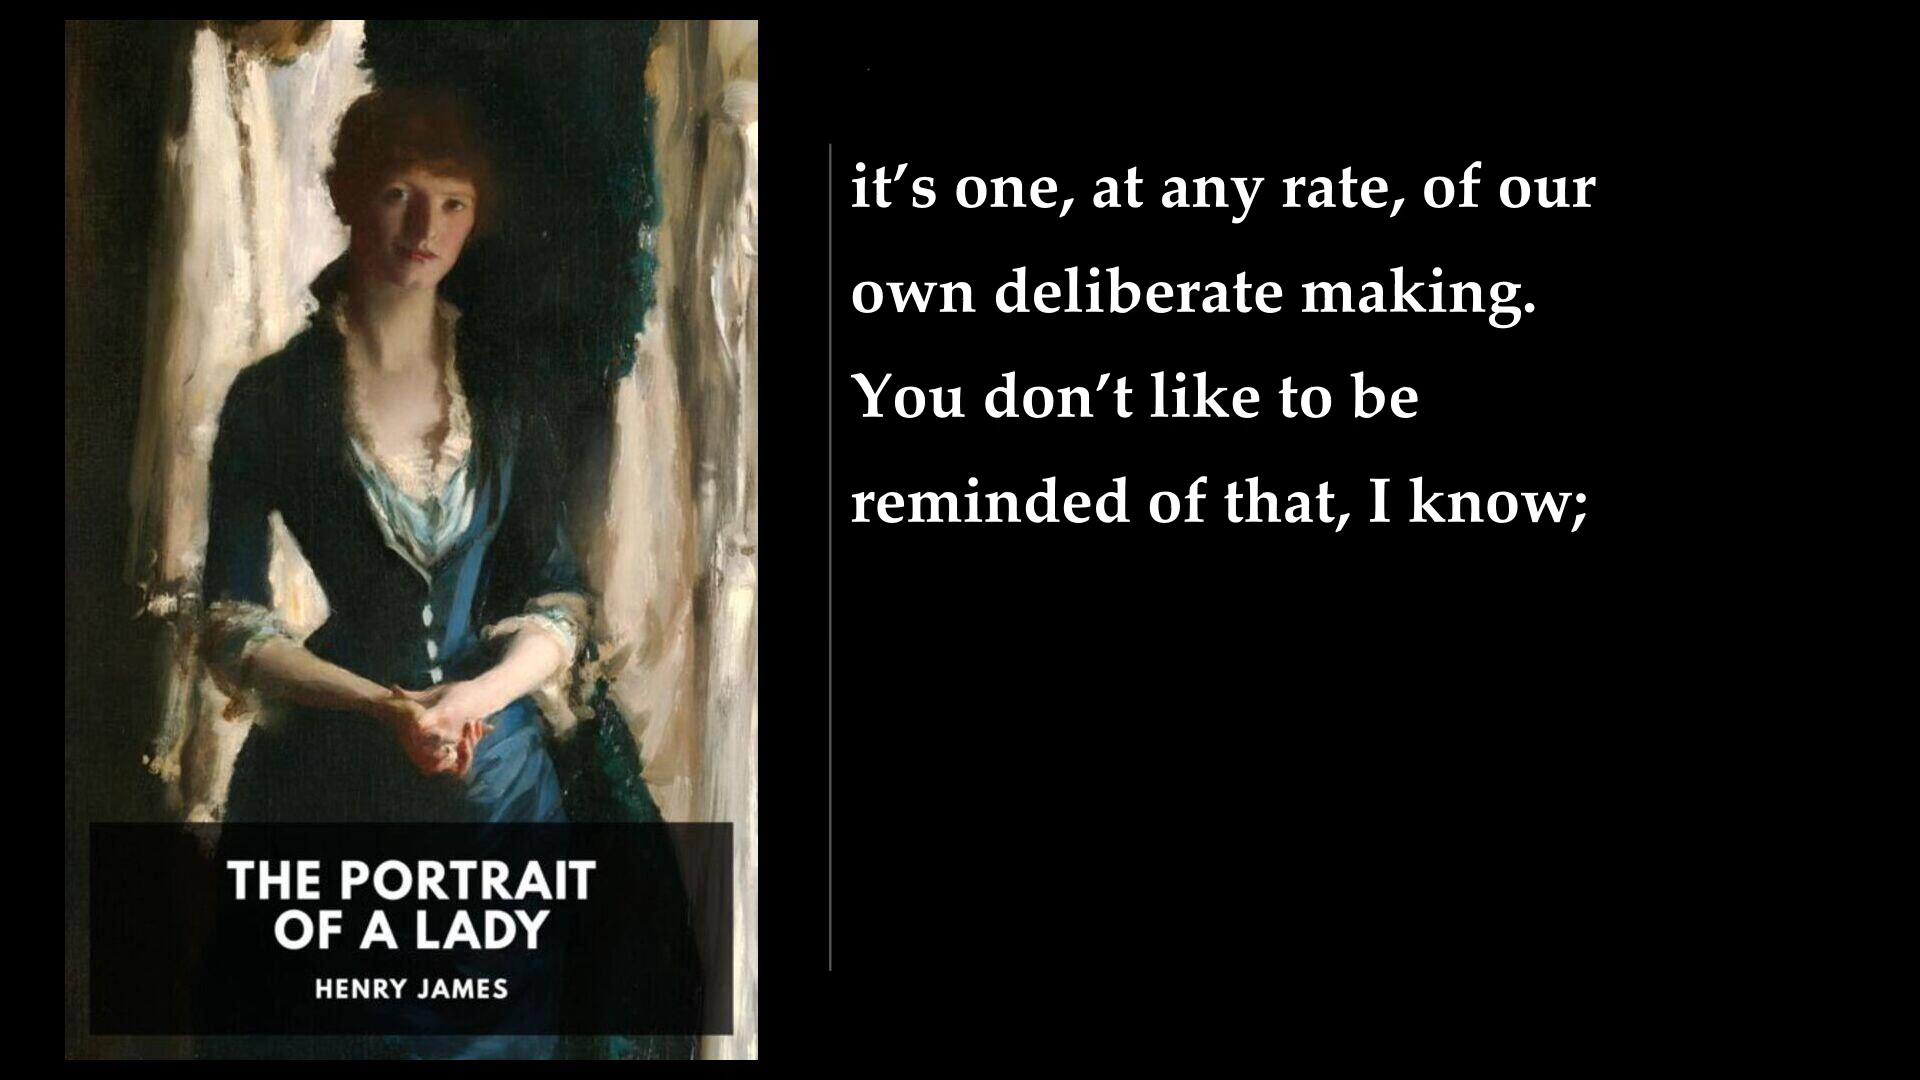 it’s one, at any rate, of our
own deliberate making.
You don’t like to be
reminded of that, I know;
THE PORTRAIT
OF A LADY
HENRY JAMES